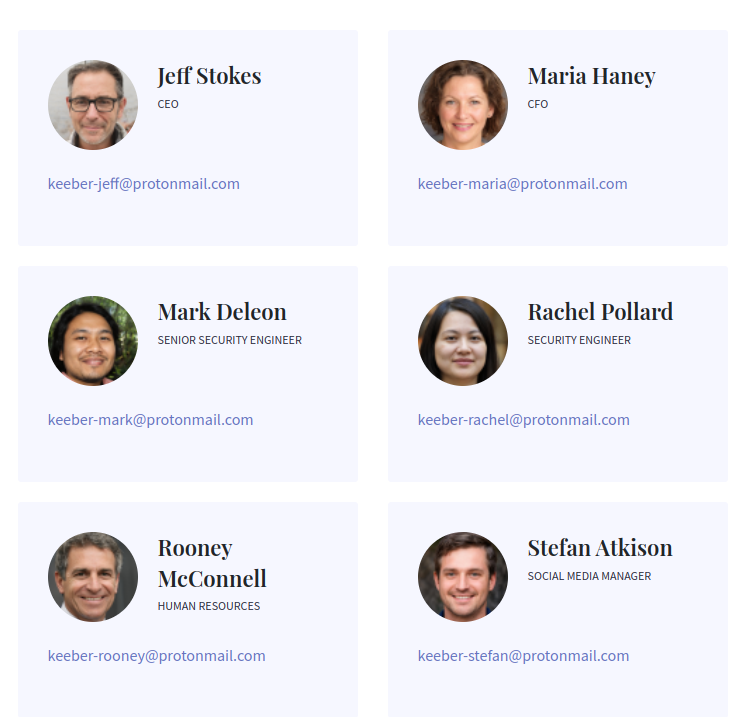 Jeff Stokes
CEO
keeber-jeff@protonmail.com
Maria Haney
CFO
keeber-maria@protonmail.com
Mark Deleon
SENIOR SECURITY ENGINEER
keeber-mark@protonmail.com
Rachel Pollard
SECURITY ENGINEER
keeber-rachel@protonmail.com
Rooney
McConnell
HUMAN RESOURCES
keeber-rooney@protonmail.com
Stefan Atkison
SOCIAL MEDIA MANAGER
keeber-stefan@protonmail.com